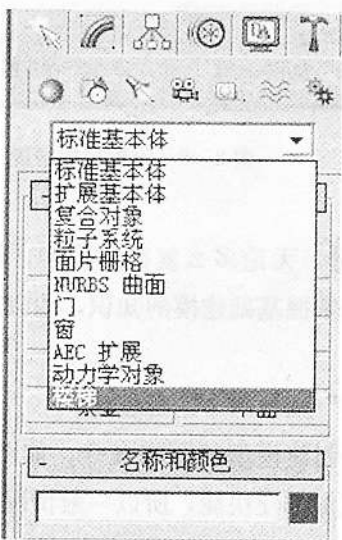 标准基本体
标准基本体
扩展基本体
复合对象
粒子系统
面片栅格
NURBS 曲面
门
窗
AEC 扩展
动力学对象
楼梯
- 名称和颜色